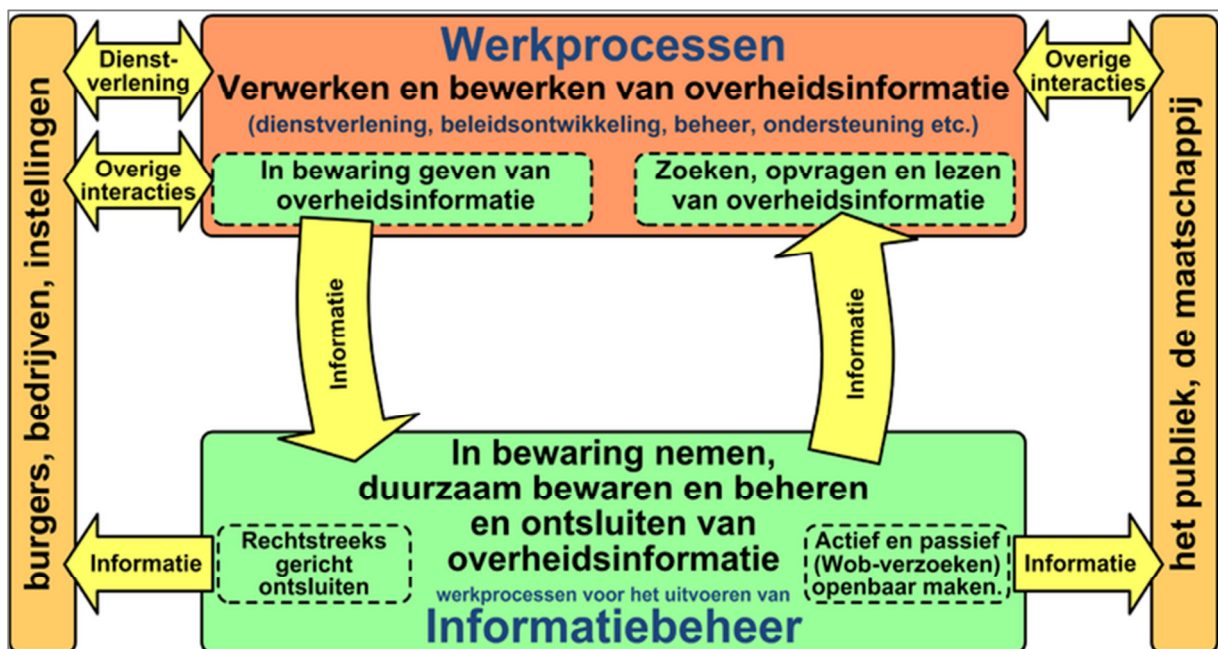 burgers, bedrijven, instellingen
Dienst-
verlening
Overige
interacties
Werkprocessen
Verwerken en bewerken van overheidsinformatie
(dienstverlening, beleidsontwikkeling, beheer, ondersteuning etc.)
In bewaring geven van
overheidsinformatie
Zoeken, opvragen en lezen
van overheidsinformatie
Overige
interacties
het publiek, de maatschappij
Informatie
Informatie
In bewaring nemen,
duurzaam bewaren en beheren
en ontsluiten van
overheidsinformatie
Informatie
Rechtstreeks
gericht
ontsluiten
Actief en passief
(Wob-verzoeken)
openbaar maken.
Informatie
werkprocessen voor het uitvoeren van
Informatiebeheer